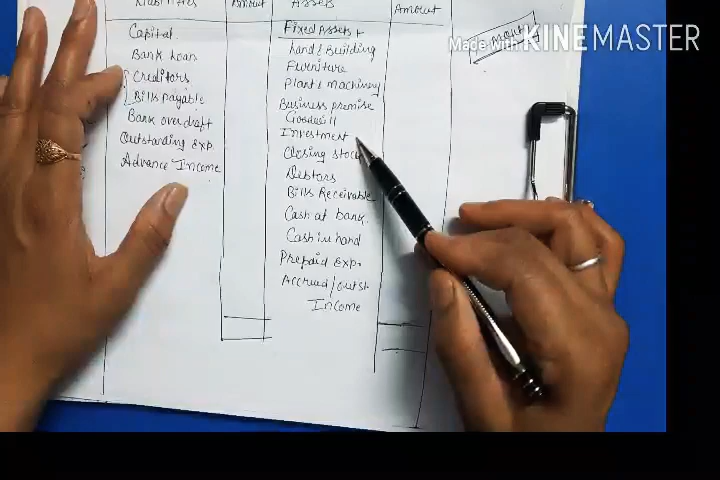 Liabilities Amount Assets Amount
Capital.
Bank loan
Creditors
Bills payable
Bank overdraft
Outstanding Exp.
Advance Income
Fixed Assets +
Land & Building
Furniture
Plant & Machinery
Business premise
Goodwill
Investment
Closing stock
Debtors
Bills Receivable
Cash at bank.
Cash in hand
Prepaid Exp.
Accrued/outst.
Income
Made with KINEMASTER